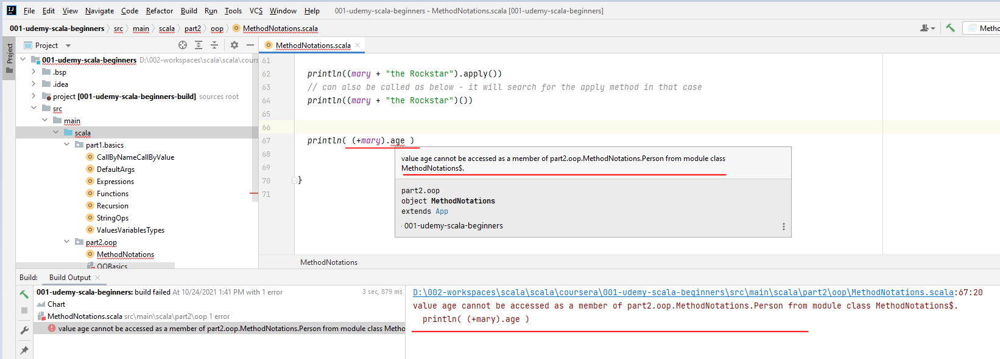 File Edit View Navigate Code Refactor Build Run Tools VCS Window Help 001-udemy-scala-beginners - MethodNotations.scala [001-udemy-scala-beginners]
001-udemy-scala-beginners src main scala part2 oop MethodNotations.scala Metho
Project
Project
MethodNotations.scala
001-udemy-scala-beginners D:\002-workspaces\scala\scala\cours
.bsp
.idea
project [001-udemy-scala-beginners-build] sources root
src
main
scala
part1.basics
CallByNameCallByValue
DefaultArgs
Expressions
Functions
Recursion
StringOps
ValuesVariablesTypes
part2.oop
MethodNotations
OOBasics
61
62 println((mary + "the Rockstar").apply())
63 // can also be called as below - it will search for the apply method in that case
64 println((mary + "the Rockstar")())
65
66
67 println( (+mary).age )
68
69
70 }
71
value age cannot be accessed as a member of part2.oop.MethodNotations.Person from module class
MethodNotations$.
part2.oop
object MethodNotations
extends App
001-udemy-scala-beginners
MethodNotations
Build: Build Output
001-udemy-scala-beginners: build failed At 10/24/2021 1:41 PM with 1 error 3 sec, 879 ms
Chart
MethodNotations.scala src\main\scala\part2\oop 1 error
value age cannot be accessed as a member of part2.oop.MethodNotations.Person from module class Metho
D:\002-workspaces\scala\scala\coursera\001-udemy-scala-beginners\src\main\scala\part2\oop\MethodNotations.scala:67:20
value age cannot be accessed as a member of part2.oop.MethodNotations.Person from module class MethodNotations$.
println( (+mary).age )